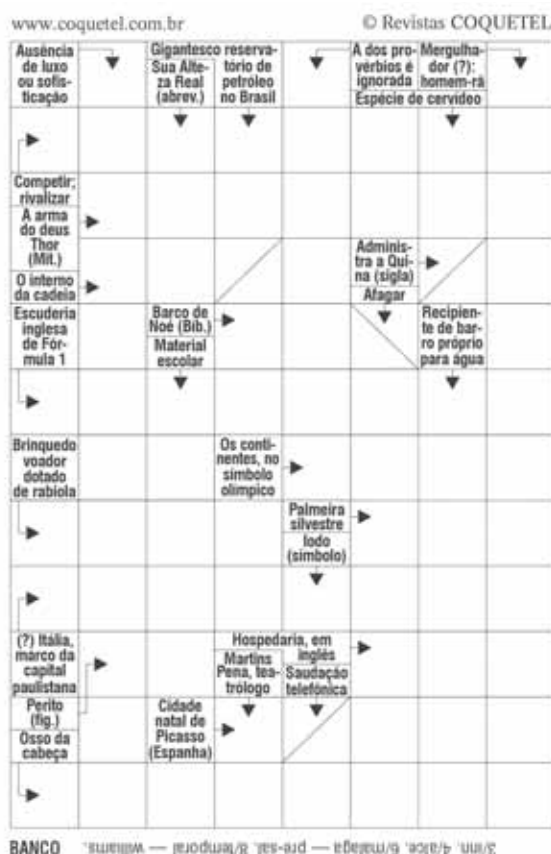 www.coquetel.com.br
© Revistas COQUETEL
Ausência
de luxo
ou sofis-
ticação
Gigantesco reserva-
tório de
petróleo
no Brasil
Sua Alte-
za Real
(abrev.)
A dos pro-
vérbios é
ignorada
Mergulha-
dor (?):
homem-rã
Espécie de cervídeo
Competir;
rivalizar
A arma
do deus
Thor
(Mit.)
O interno
da cadeia
Administ
ra a Qui-
na (sigla)
Afagar
Escuderia
inglesa
de Fór-
mula 1
Barco de
Noé (Bíb.)
Material
escolar
Recipien-
te de bar-
ro próprio
para água
Brinquedo
voador
dotado
de rabiola
Os conti-
nentes, no
símbolo
olímpico
Palmeira
silvestre
Iodo
(símbolo)
(?) Itália,
marco da
capital
paulistana
Hospedaria, em
inglês
Martins
Pena, tea-
trólogo
Saudação
telefônica
Perito
(fig.)
Osso da
cabeça
Cidade
natal de
Picasso
(Espanha)
BANCO
3/inn. 4/alce. 6/málaga — pré-sal. 8/temporal — williams.